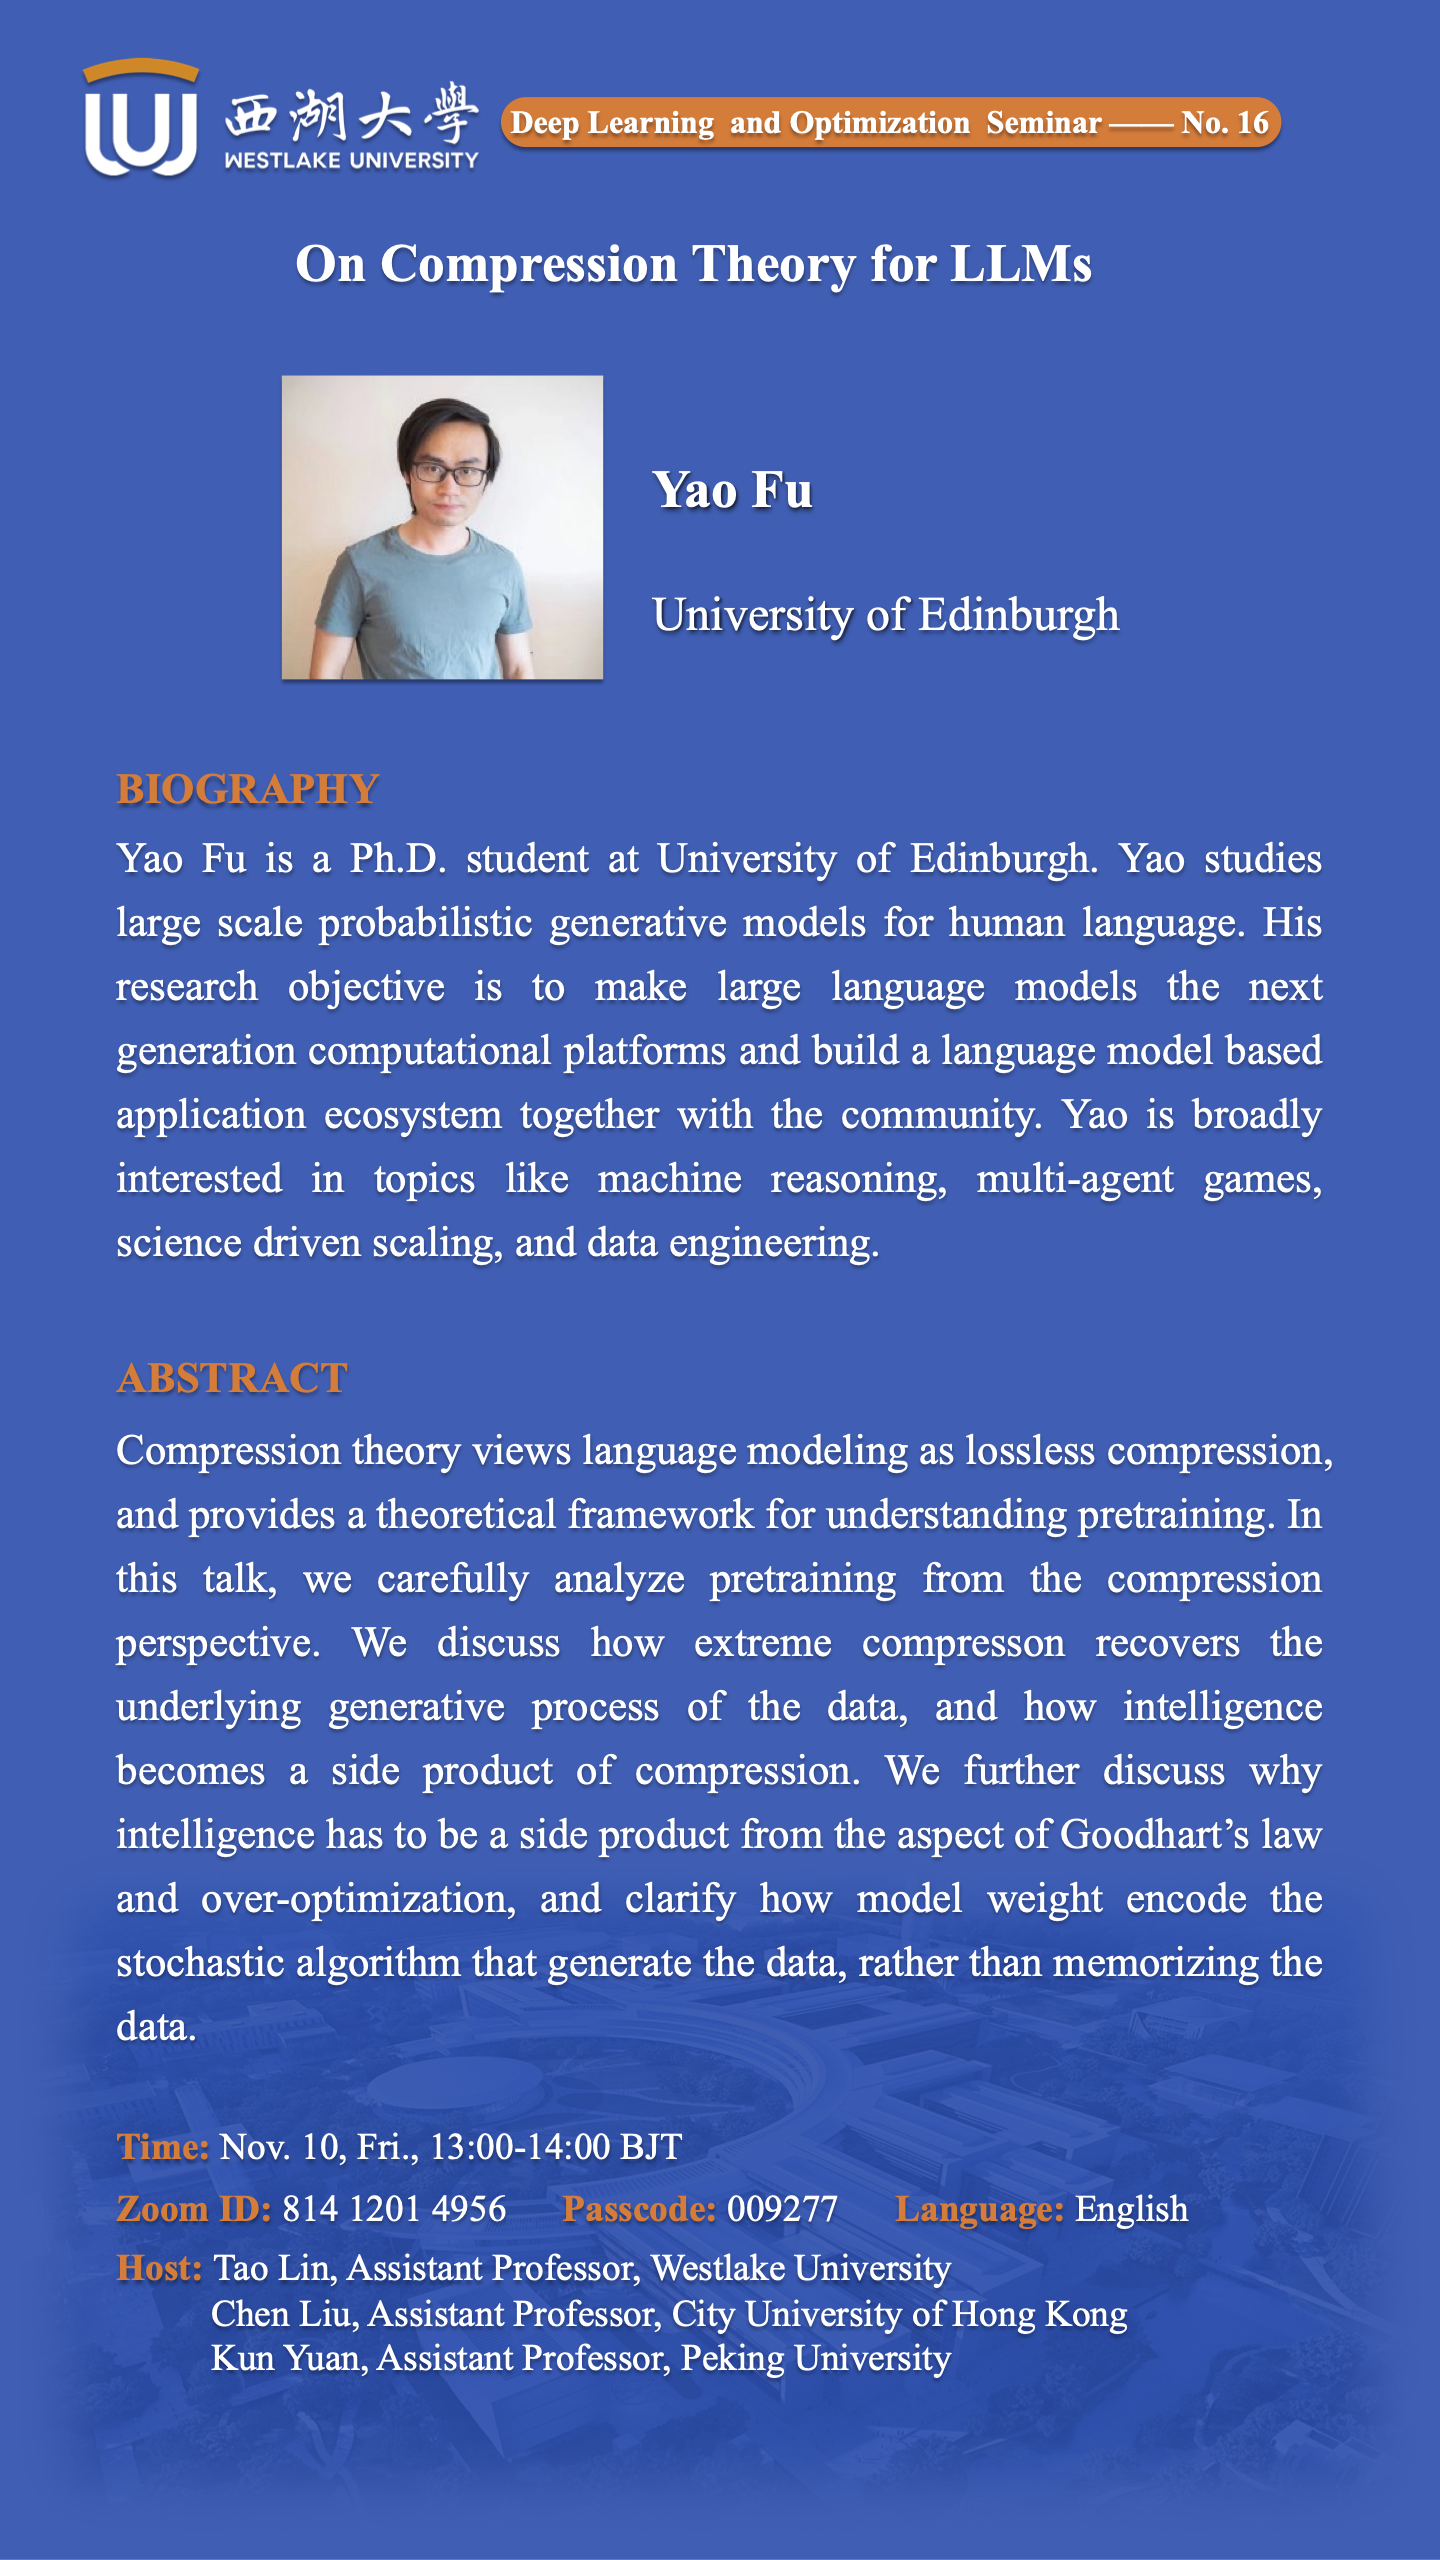 西湖大學
WESTLAKE UNIVERSITY
Deep Learning and Optimization Seminar —— No. 16
On Compression Theory for LLMs
Yao Fu
University of Edinburgh
BIOGRAPHY
Yao Fu is a Ph.D. student at University of Edinburgh. Yao studies
large scale probabilistic generative models for human language. His
research objective is to make large language models the next
generation computational platforms and build a language model based
application ecosystem together with the community. Yao is broadly
interested in topics like machine reasoning, multi-agent games,
science driven scaling, and data engineering.
ABSTRACT
Compression theory views language modeling as lossless compression,
and provides a theoretical framework for understanding pretraining. In
this talk, we carefully analyze pretraining from the compression
perspective. We discuss how extreme compresson recovers the
underlying generative process of the data, and how intelligence
becomes a side product of compression. We further discuss why
intelligence has to be a side product from the aspect of Goodhart’s law
and over-optimization, and clarify how model weight encode the
stochastic algorithm that generate the data, rather than memorizing the
data.
Time: Nov. 10, Fri., 13:00-14:00 BJT
Zoom ID: 814 1201 4956 Passcode: 009277 Language: English
Host: Tao Lin, Assistant Professor, Westlake University
Chen Liu, Assistant Professor, City University of Hong Kong
Kun Yuan, Assistant Professor, Peking University